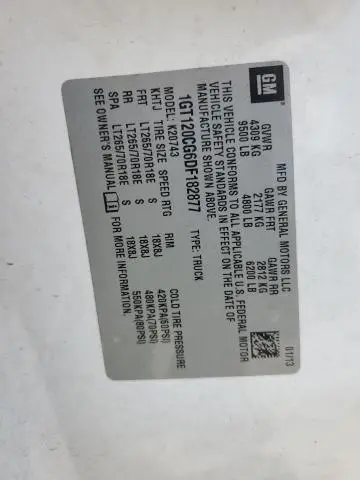 GM
MFD BY GENERAL MOTORS LLC
01/13
GVWR GAWR FRT GAWR RR
4309 KG 2177 KG 2812 KG
9500 LB 4800 LB 6200 LB
THIS VEHICLE CONFORMS TO ALL APPLICABLE U.S. FEDERAL MOTOR
VEHICLE SAFETY STANDARDS IN EFFECT ON THE DATE OF
MANUFACTURE SHOWN ABOVE.
1GT120CG6DF182877 TYPE: TRUCK
MODEL: K20743
KHTJ TIRE SIZE SPEED RTG RIM COLD TIRE PRESSURE
FRT LT265/70R18E S 18X8J 420KPA(60PSI)
RR LT265/70R18E S 18X8J 480KPA(70PSI)
SPA LT265/70R18E S 18X8J 550KPA(80PSI)
SEE OWNER'S MANUAL FOR MORE INFORMATION.